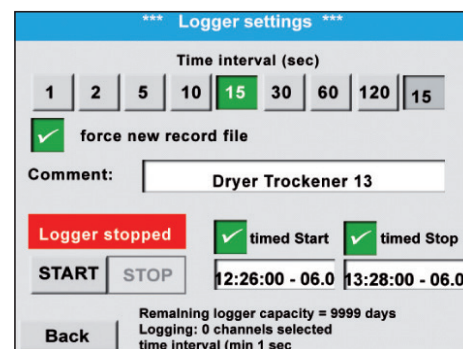 *** Logger settings ***
Time interval (sec)
1 2 5 10 15 30 60 120 15
force new record file
Comment: Dryer Trockener 13
Logger stopped timed Start timed Stop
START STOP 12:26:00 - 06.0 13:28:00 - 06.0
Remaining logger capacity = 9999 days
Logging: 0 channels selected
Back time interval (min 1 sec